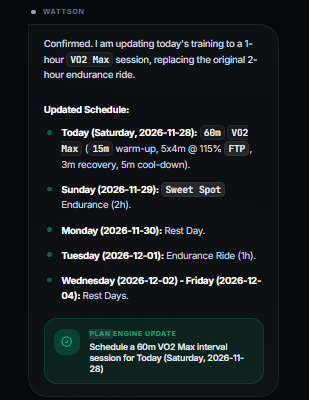 WATTSON
Confirmed. I am updating today's training to a 1-
hour VO2 Max session, replacing the original 2-
hour endurance ride.
Updated Schedule:
Today (Saturday, 2026-11-28): 60m VO2
Max (15m warm-up, 5x4m @ 115% FTP,
3m recovery, 5m cool-down).
Sunday (2026-11-29): Sweet Spot
Endurance (2h).
Monday (2026-11-30): Rest Day.
Tuesday (2026-12-01): Endurance Ride (1h).
Wednesday (2026-12-02) - Friday (2026-12-
04): Rest Days.
PLAN ENGINE UPDATE
Schedule a 60m VO2 Max interval
session for Today (Saturday, 2026-11-
28)